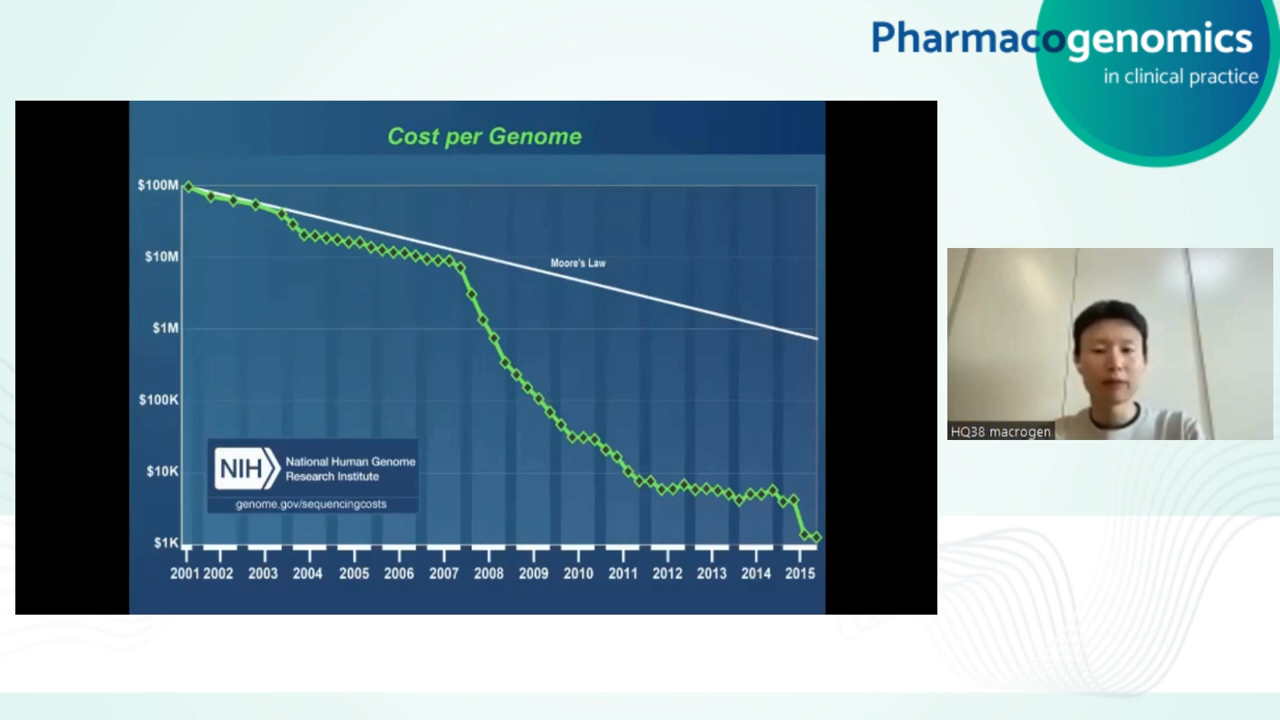 Pharmacogenomics
in clinical practice
Cost per Genome
$100M
$10M
$1M
$100K
$10K
$1K
Moore's Law
NIH
National Human Genome
Research Institute
genome.gov/sequencingcosts
2001 2002 2003 2004 2005 2006 2007 2008 2009 2010 2011 2012 2013 2014 2015
HQ38 macrogen